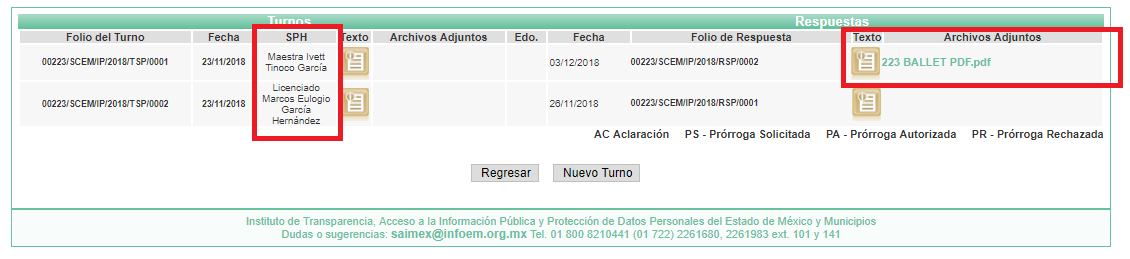 Turnos Respuestas
Folio del Turno Fecha SPH Texto Archivos Adjuntos Edo. Fecha Folio de Respuesta Texto Archivos Adjuntos
00223/SCEM/IP/2018/TSP/0001 23/11/2018 Maestra Ivett Tinoco García 03/12/2018 00223/SCEM/IP/2018/RSP/0002 223 BALLET PDF.pdf
00223/SCEM/IP/2018/TSP/0002 23/11/2018 Licenciado Marcos Eulogio García Hernández 26/11/2018 00223/SCEM/IP/2018/RSP/0001
AC Aclaración PS - Prórroga Solicitada PA - Prórroga Autorizada PR - Prórroga Rechazada
Regresar Nuevo Turno
Instituto de Transparencia, Acceso a la Información Pública y Protección de Datos Personales del Estado de México y Municipios
Dudas o sugerencias: saimex@infoem.org.mx Tel. 01 800 8210441 (01 722) 2261680, 2261983 ext. 101 y 141